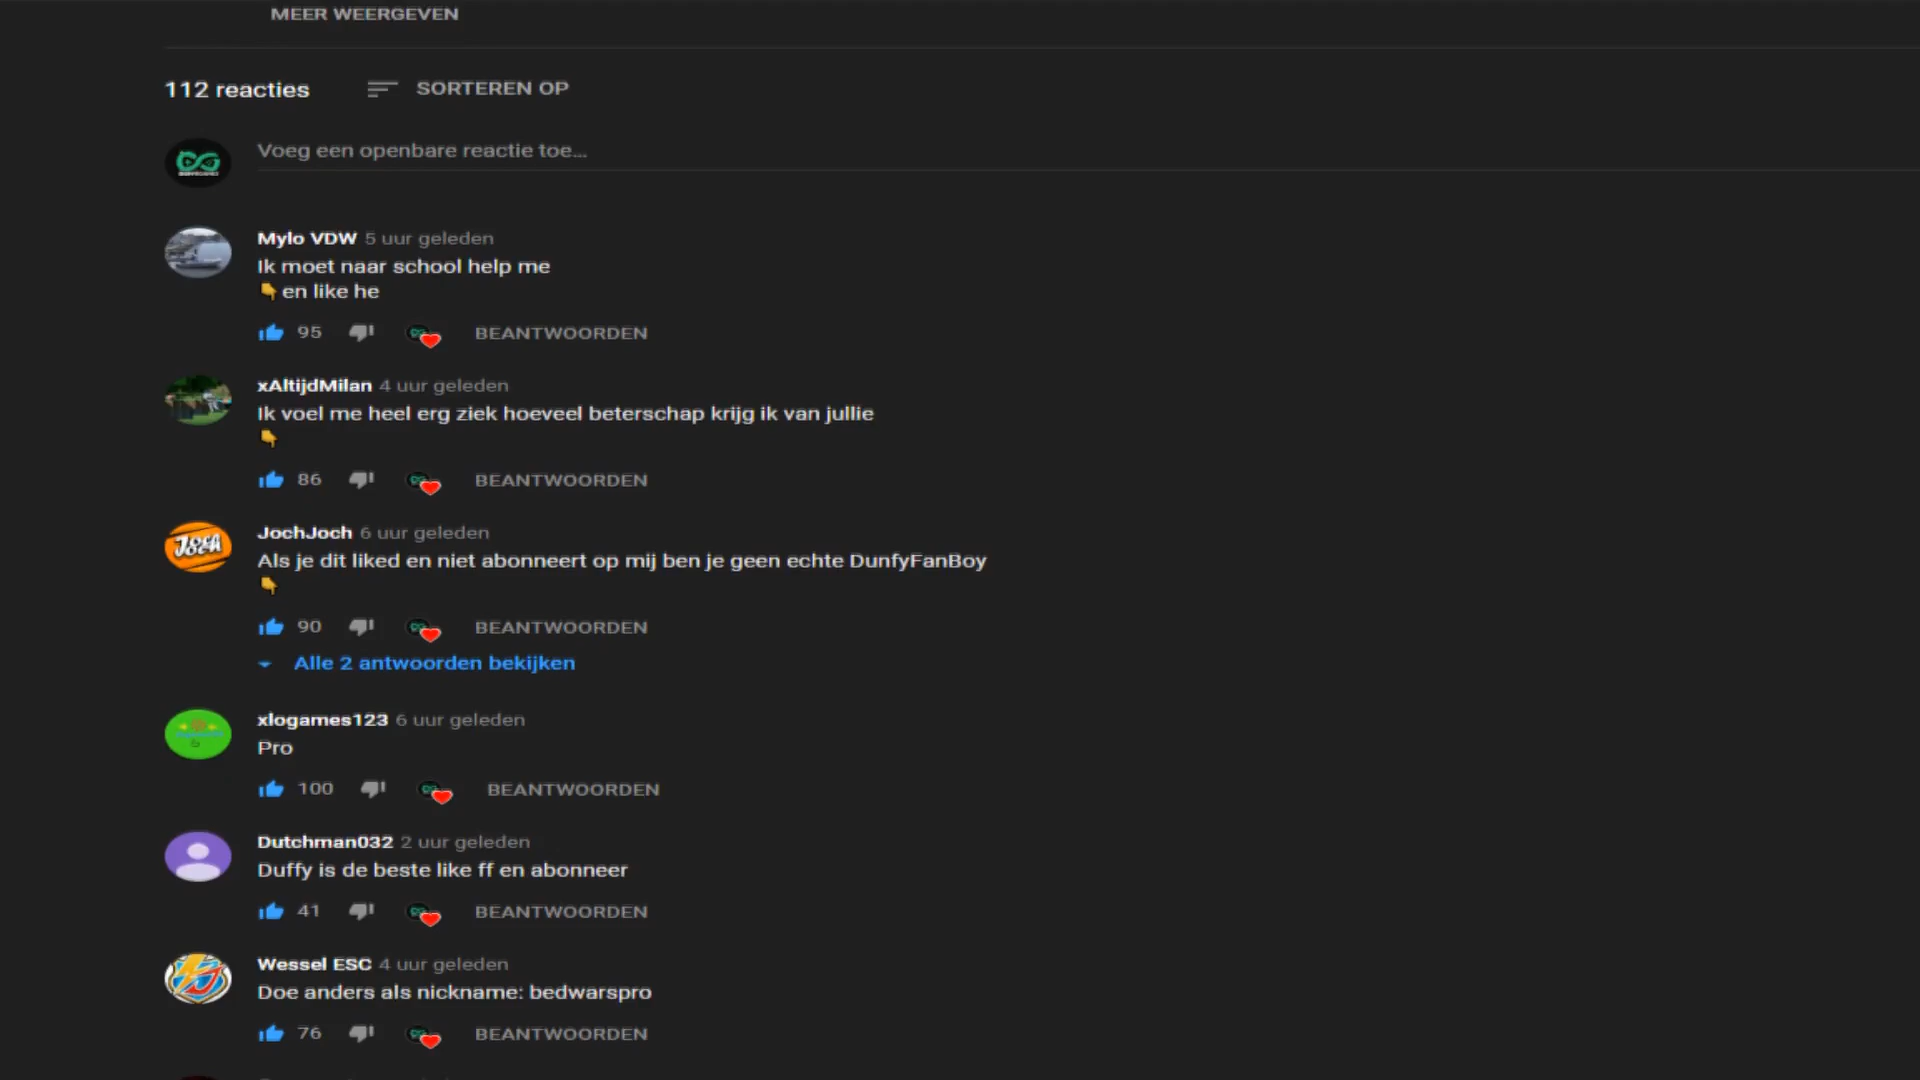 MEER WEERGEVEN
112 reacties
SORTEREN OP
Voeg een openbare reactie toe...
Mylo VDW 5 uur geleden
Ik moet naar school help me
👇 en like he
95
BEANTWOORDEN
xAltijdMilan 4 uur geleden
Ik voel me heel erg ziek hoeveel beterschap krijg ik van jullie
👇
86
BEANTWOORDEN
JochJoch 6 uur geleden
Als je dit liked en niet abonneert op mij ben je geen echte DunfyFanBoy
👇
90
BEANTWOORDEN
Alle 2 antwoorden bekijken
xlogames123 6 uur geleden
Pro
100
BEANTWOORDEN
Dutchman032 2 uur geleden
Duffy is de beste like ff en abonneer
41
BEANTWOORDEN
Wessel ESC 4 uur geleden
Doe anders als nickname: bedwarspro
76
BEANTWOORDEN